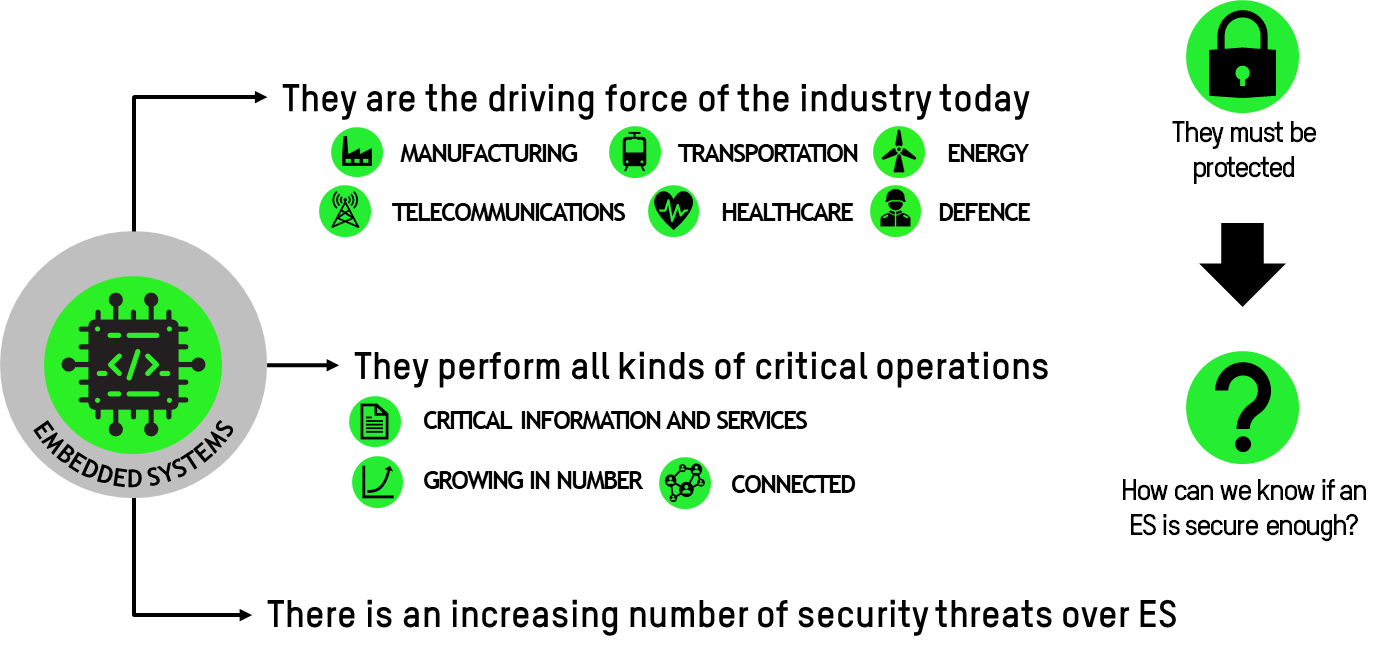 They are the driving force of the industry today
MANUFACTURING TRANSPORTATION ENERGY
TELECOMMUNICATIONS HEALTHCARE DEFENCE
EMBEDDED SYSTEMS
</>
They perform all kinds of critical operations
CRITICAL INFORMATION AND SERVICES
GROWING IN NUMBER CONNECTED
There is an increasing number of security threats over ES
They must be
protected
?
How can we know if an
ES is secure enough?